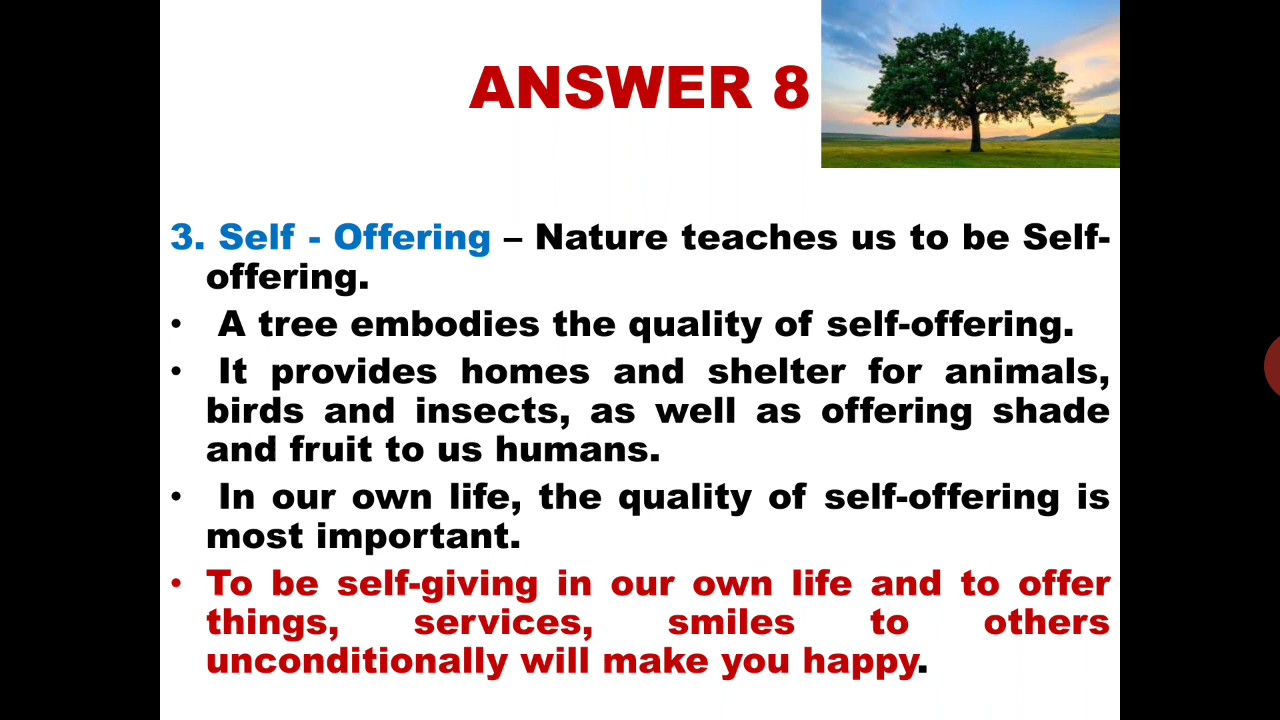 ANSWER 8
3. Self - Offering – Nature teaches us to be Self-
offering.
• A tree embodies the quality of self-offering.
• It provides homes and shelter for animals,
birds and insects, as well as offering shade
and fruit to us humans.
• In our own life, the quality of self-offering is
most important.
• To be self-giving in our own life and to offer
things, services, smiles to others
unconditionally will make you happy.